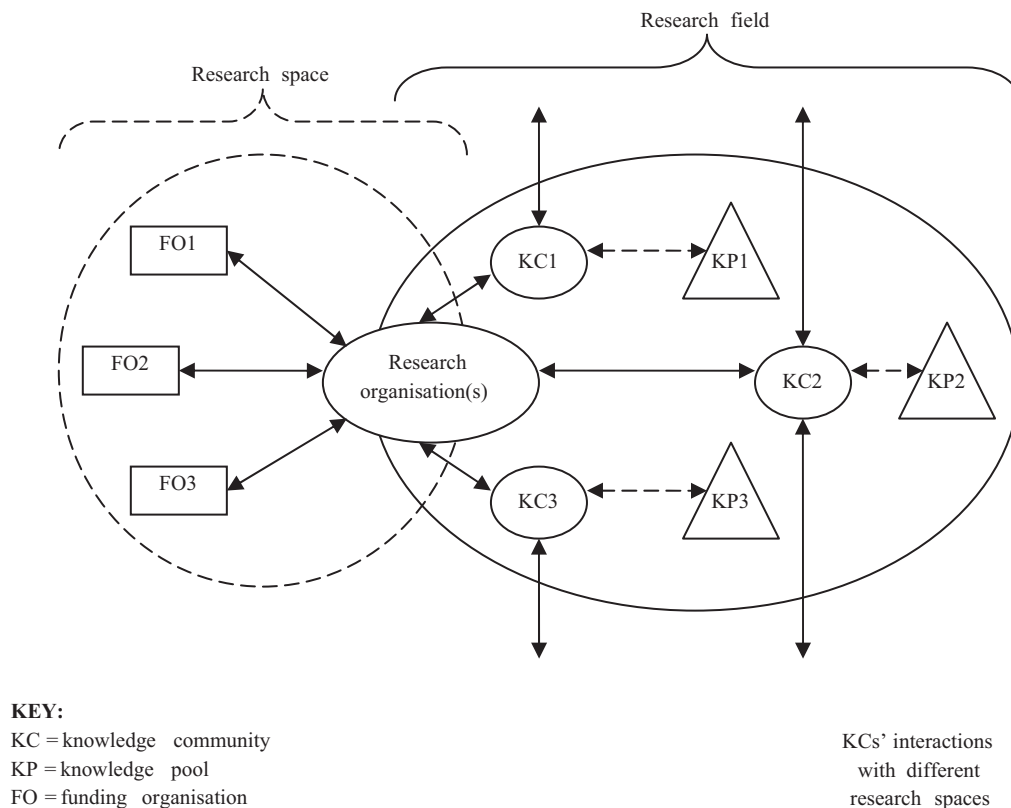 Research field
Research space
FO1
KC1
KP1
FO2
Research
organisation(s)
KC2
KP2
FO3
KC3
KP3
KEY:
KC = knowledge community
KP = knowledge pool
FO = funding organisation
KCs' interactions
with different
research spaces